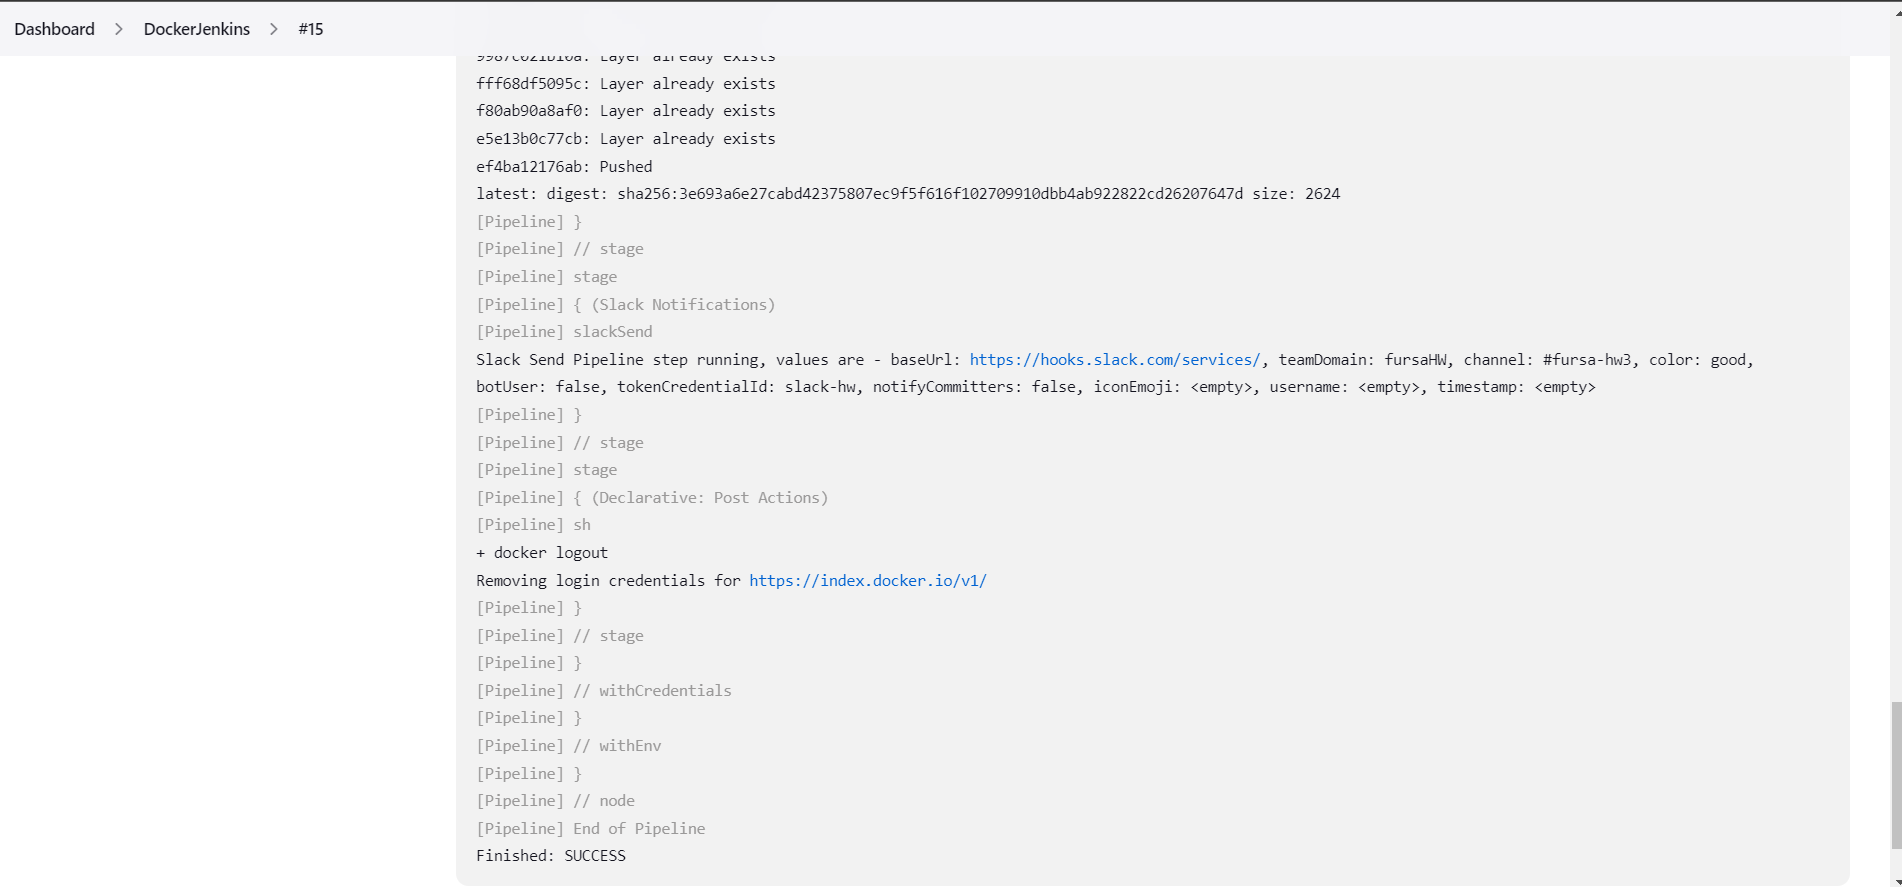 Dashboard > DockerJenkins > #15
Layer already exists
fff68df5095c: Layer already exists
f80ab90a8af0: Layer already exists
e5e13b0c77cb: Layer already exists
ef4ba12176ab: Pushed
latest: digest: sha256:3e693a6e27cabd42375807ec9f5f616f102709910dbb4ab922822cd26207647d size: 2624
[Pipeline] }
[Pipeline] // stage
[Pipeline] stage
[Pipeline] { (Slack Notifications)
[Pipeline] slackSend
Slack Send Pipeline step running, values are - baseUrl: https://hooks.slack.com/services/, teamDomain: fursaHW, channel: #fursa-hw3, color: good,
botUser: false, tokenCredentialId: slack-hw, notifyCommitters: false, iconEmoji: <empty>, username: <empty>, timestamp: <empty>
[Pipeline] }
[Pipeline] // stage
[Pipeline] stage
[Pipeline] { (Declarative: Post Actions)
[Pipeline] sh
+ docker logout
Removing login credentials for https://index.docker.io/v1/
[Pipeline] }
[Pipeline] // stage
[Pipeline] }
[Pipeline] // withCredentials
[Pipeline] }
[Pipeline] // withEnv
[Pipeline] }
[Pipeline] // node
[Pipeline] End of Pipeline
Finished: SUCCESS